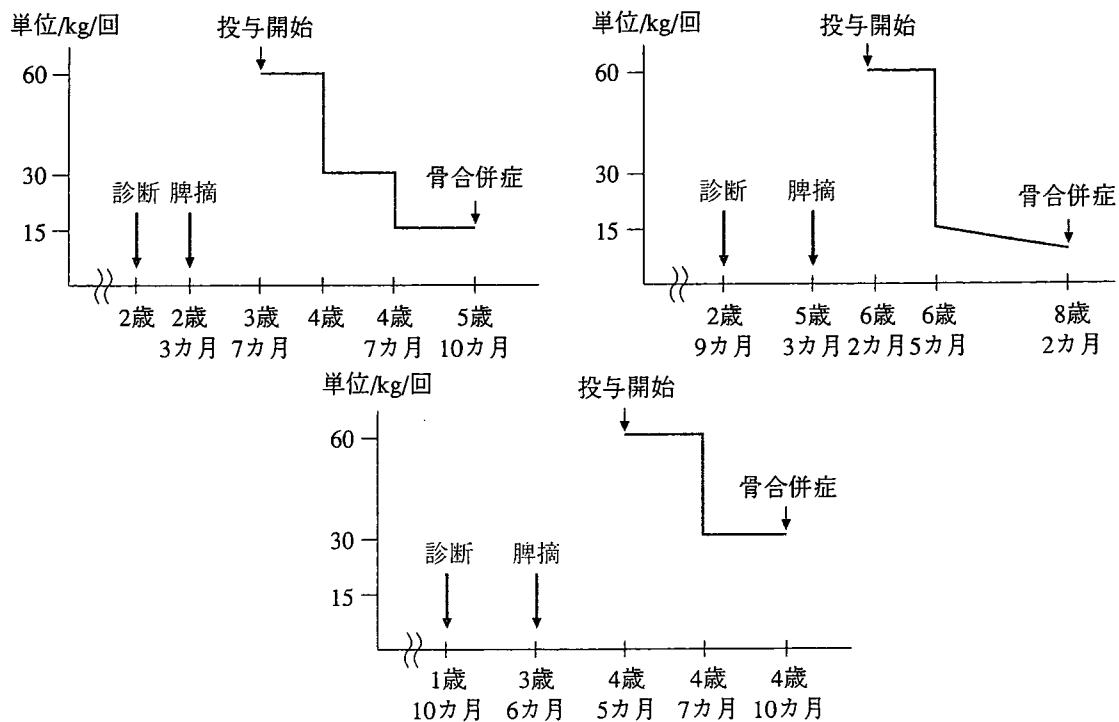 単位/kg/回
投与開始
60
30
15
診断 脾摘
骨合併症
2歳 2歳 3歳 4歳 4歳 5歳
3カ月 7カ月 7カ月 10カ月
単位/kg/回
投与開始
60
30
15
診断 脾摘
骨合併症
2歳 5歳 6歳 6歳 8歳
9カ月 3カ月 2カ月 5カ月 2カ月
単位/kg/回
投与開始
60
30
15
診断 脾摘
骨合併症
1歳 3歳 4歳 4歳 4歳
10カ月 6カ月 5カ月 7カ月 10カ月